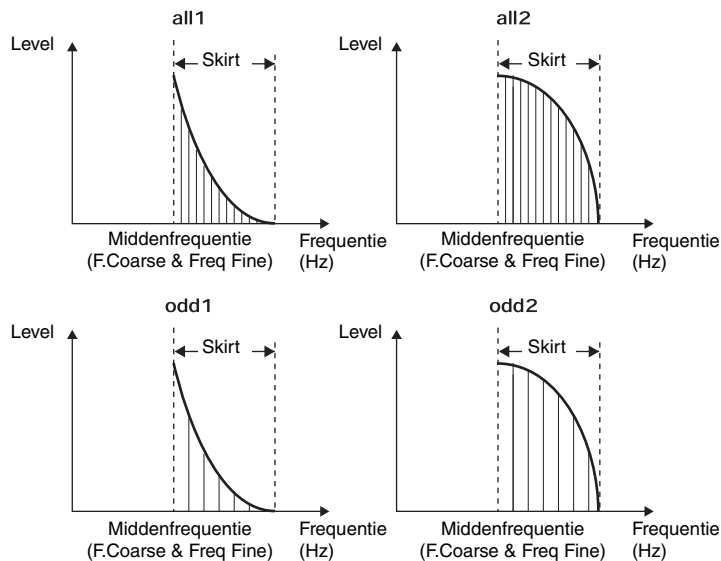 all1
Level
Skirt
Middenfrequentie
(F.Coarse & Freq Fine)
Frequentie
(Hz)
all2
Level
Skirt
Middenfrequentie
(F.Coarse & Freq Fine)
Frequentie
(Hz)
odd1
Level
Skirt
Middenfrequentie
(F.Coarse & Freq Fine)
Frequentie
(Hz)
odd2
Level
Skirt
Middenfrequentie
(F.Coarse & Freq Fine)
Frequentie
(Hz)